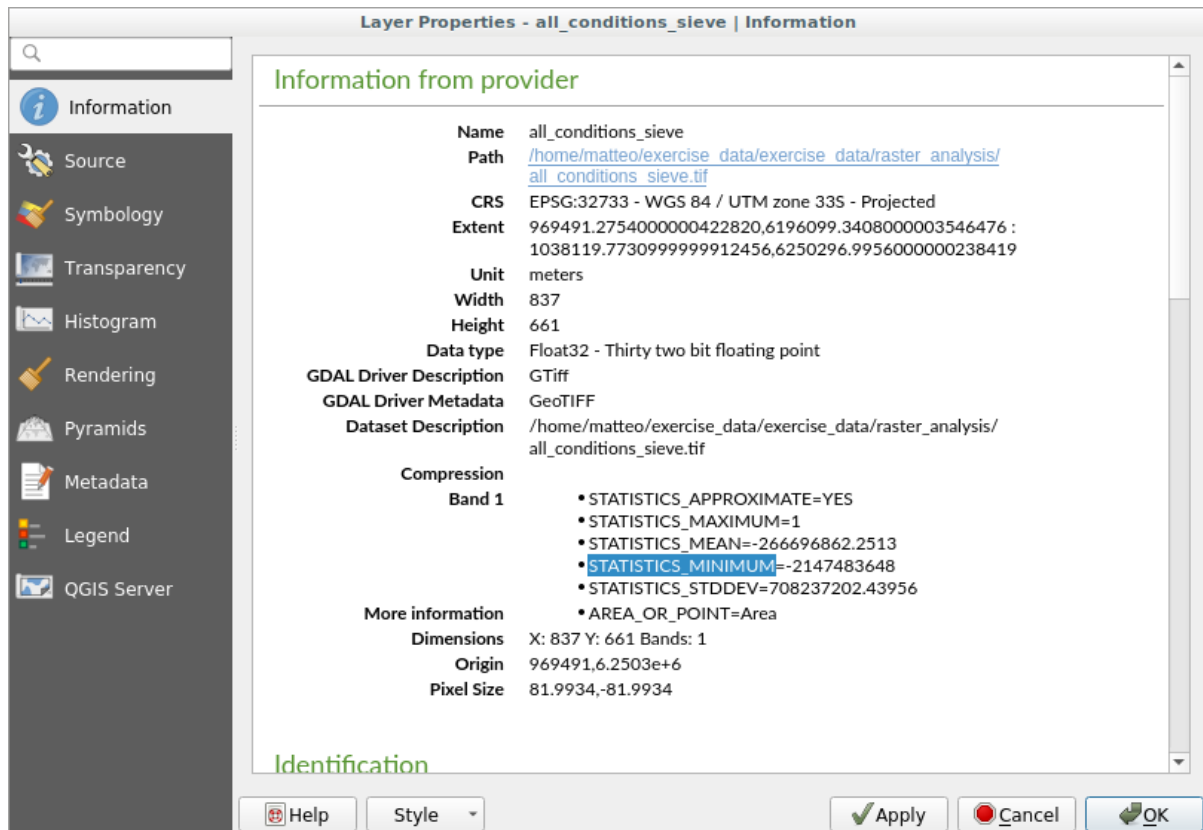 Layer Properties - all_conditions_sieve | Information
Information
Source
Symbology
Transparency
Histogram
Rendering
Pyramids
Metadata
Legend
QGIS Server
Information from provider
Name all_conditions_sieve
Path /home/matteo/exercise_data/exercise_data/raster_analysis/
all_conditions_sieve.tif
CRS EPSG:32733 - WGS 84 / UTM zone 33S - Projected
Extent 969491.2754000000422820,6196099.3408000003546476 :
1038119.7730999999912456,6250296.9956000000238419
Unit meters
Width 837
Height 661
Data type Float32 - Thirty two bit floating point
GDAL Driver Description GTiff
GDAL Driver Metadata GeoTIFF
Dataset Description /home/matteo/exercise_data/exercise_data/raster_analysis/
all_conditions_sieve.tif
Compression
Band 1 • STATISTICS_APPROXIMATE=YES
• STATISTICS_MAXIMUM=1
• STATISTICS_MEAN=-266696862.2513
• STATISTICS_MINIMUM=-2147483648
• STATISTICS_STDDEV=708237202.43956
More information • AREA_OR_POINT=Area
Dimensions X: 837 Y: 661 Bands: 1
Origin 969491,6.2503e+6
Pixel Size 81.9934,-81.9934
Identification
Help Style Apply Cancel OK